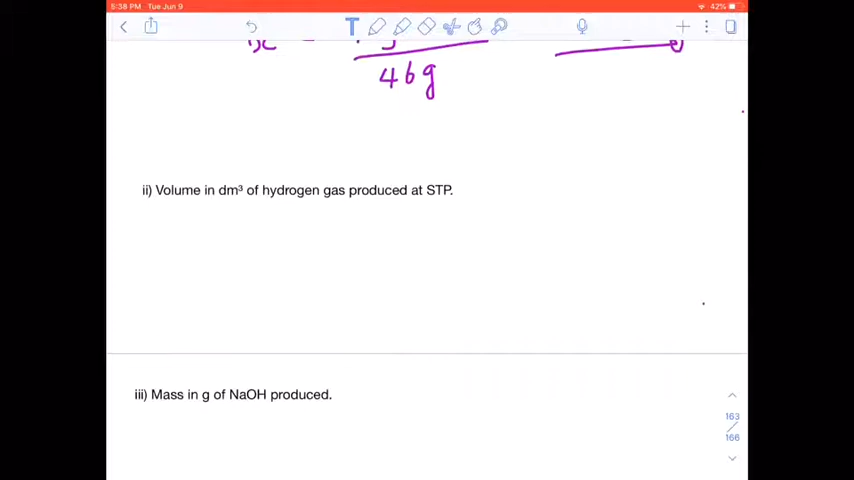 5:38 PM Tue Jun 9
42%
T
46g
ii) Volume in dm³ of hydrogen gas produced at STP.
iii) Mass in g of NaOH produced.
163
166